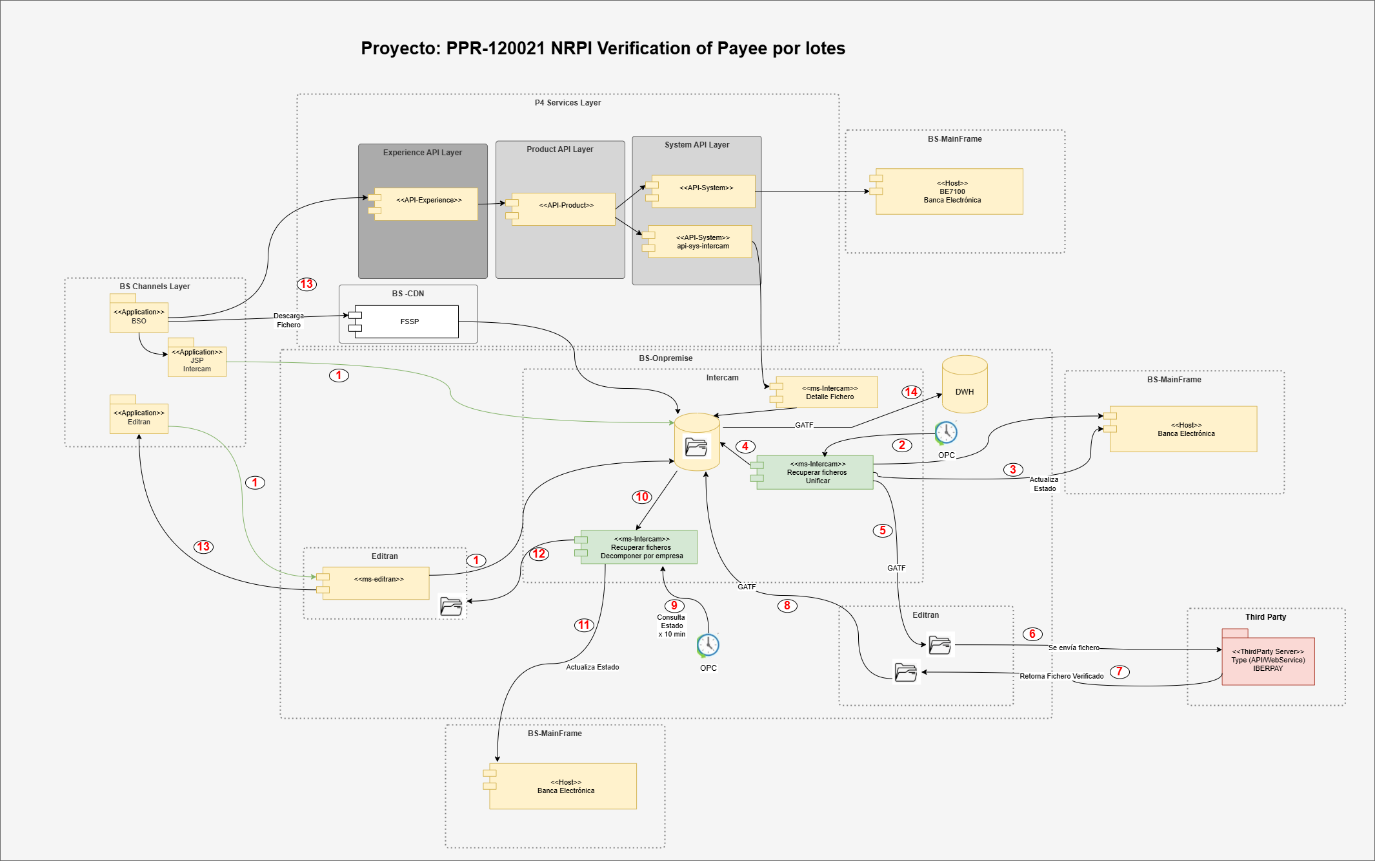 Proyecto: PPR-120021 NRPI Verification of Payee por lotes
P4 Services Layer
Experience API Layer
<<API-Experience>>
Product API Layer
<<API-Product>>
System API Layer
<<API-System>>
<<API-System>>
api-sys-intercam
BS-MainFrame
<<Host>>
BE7100
Banca Electrónica
BS Channels Layer
<<Application>>
BSO
<<Application>>
JSP
Intercam
<<Application>>
Editran
13
Descarga
Fichero
BS -CDN
FSSP
BS-Onpremise
Intercam
<<ms-Intercam>>
Detalle Fichero
14
DWH
GATF
1
4
2
OPC
<<ms-Intercam>>
Recuperar ficheros
Unificar
3
Actualiza
Estado
BS-MainFrame
<<Host>>
Banca Electrónica
1
10
5
GATF
13
12
1
<<ms-Intercam>>
Recuperar ficheros
Decomponer por empresa
Editran
<<ms-editran>>
GATF
8
9
Consulta
Estado
x 10 min
OPC
11
Actualiza Estado
Editran
6
Se envía fichero
7
Retorna Fichero Verificado
Third Party
<<ThirdParty Server>>
Type (API/WebService)
IBERPAY
BS-MainFrame
<<Host>>
Banca Electrónica